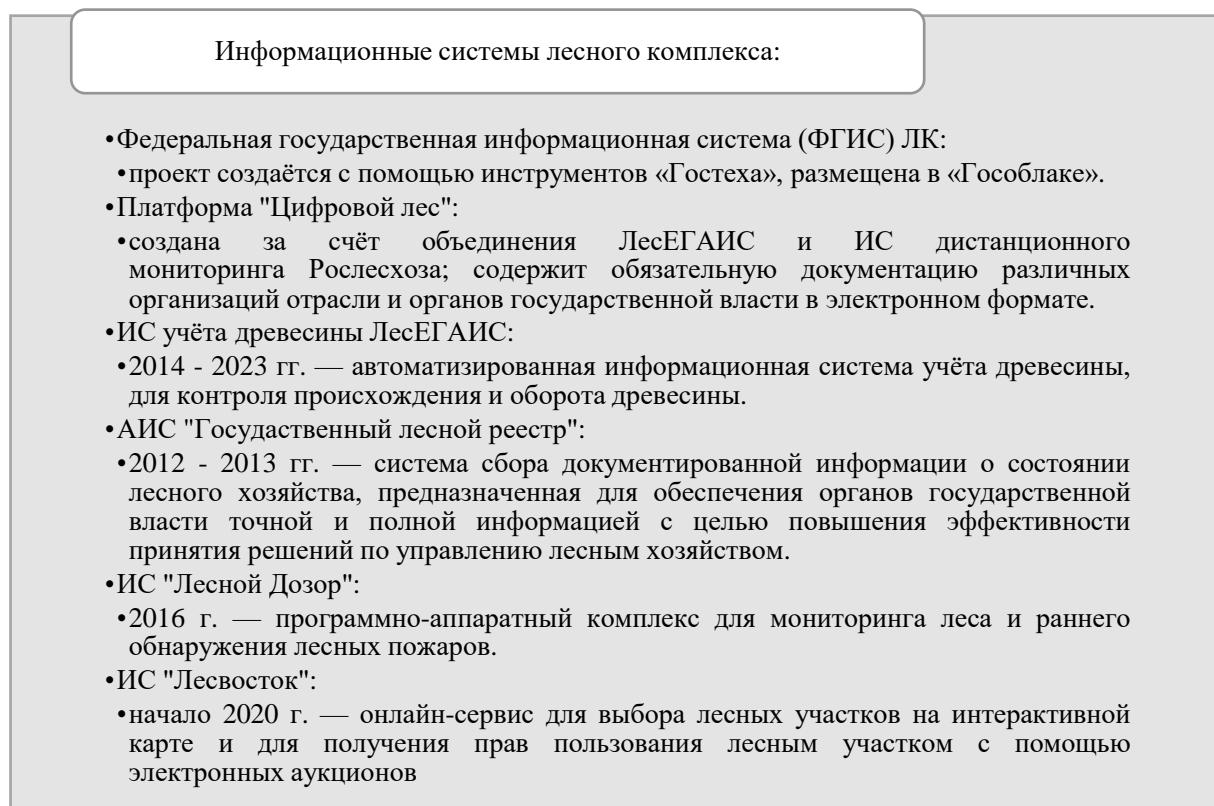 Информационные системы лесного комплекса:
•Федеральная государственная информационная система (ФГИС) ЛК:
•проект создаётся с помощью инструментов «Гостеха», размещена в «Гособлаке».
•Платформа "Цифровой лес":
•создана за счёт объединения ЛесЕГАИС и ИС дистанционного
мониторинга Рослесхоза; содержит обязательную документацию различных
организаций отрасли и органов государственной власти в электронном формате.
•ИС учёта древесины ЛесЕГАИС:
•2014 - 2023 гг. — автоматизированная информационная система учёта древесины,
для контроля происхождения и оборота древесины.
•АИС "Госудаственный лесной реестр":
•2012 - 2013 гг. — система сбора документированной информации о состоянии
лесного хозяйства, предназначенная для обеспечения органов государственной
власти точной и полной информацией с целью повышения эффективности
принятия решений по управлению лесным хозяйством.
•ИС "Лесной Дозор":
•2016 г. — программно-аппаратный комплекс для мониторинга леса и раннего
обнаружения лесных пожаров.
•ИС "Лесвосток":
•начало 2020 г. — онлайн-сервис для выбора лесных участков на интерактивной
карте и для получения прав пользования лесным участком с помощью
электронных аукционов